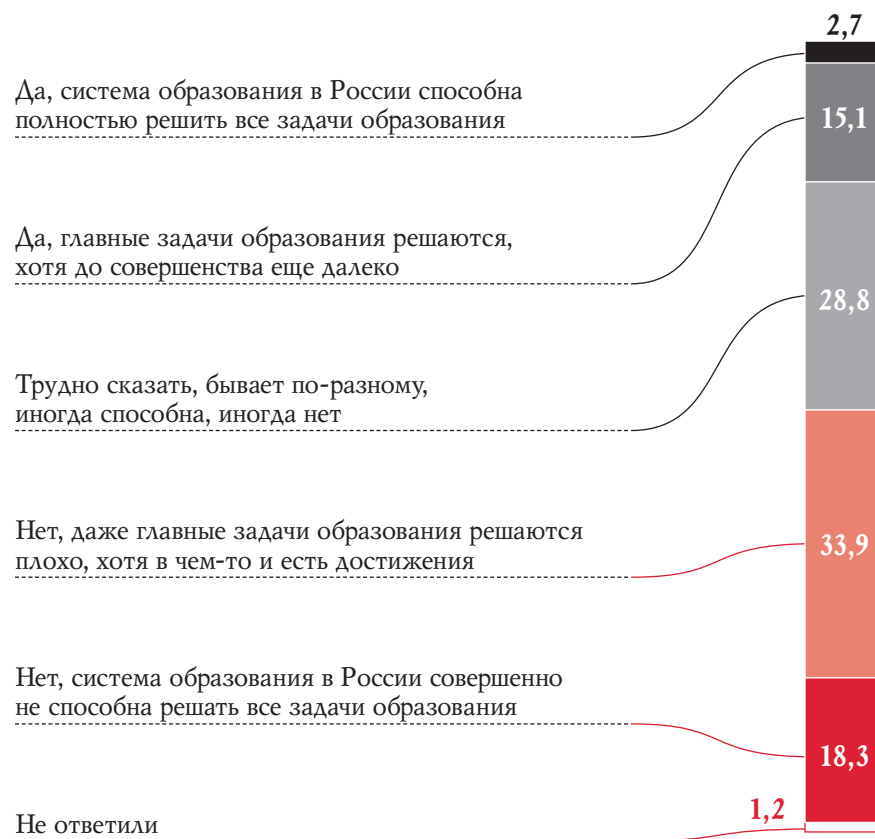 2,7
Да, система образования в России способна
полностью решить все задачи образования
15,1
Да, главные задачи образования решаются,
хотя до совершенства еще далеко
28,8
Трудно сказать, бывает по-разному,
иногда способна, иногда нет
Нет, даже главные задачи образования решаются
плохо, хотя в чем-то и есть достижения
33,9
Нет, система образования в России совершенно
не способна решать все задачи образования
18,3
1,2
Не ответили